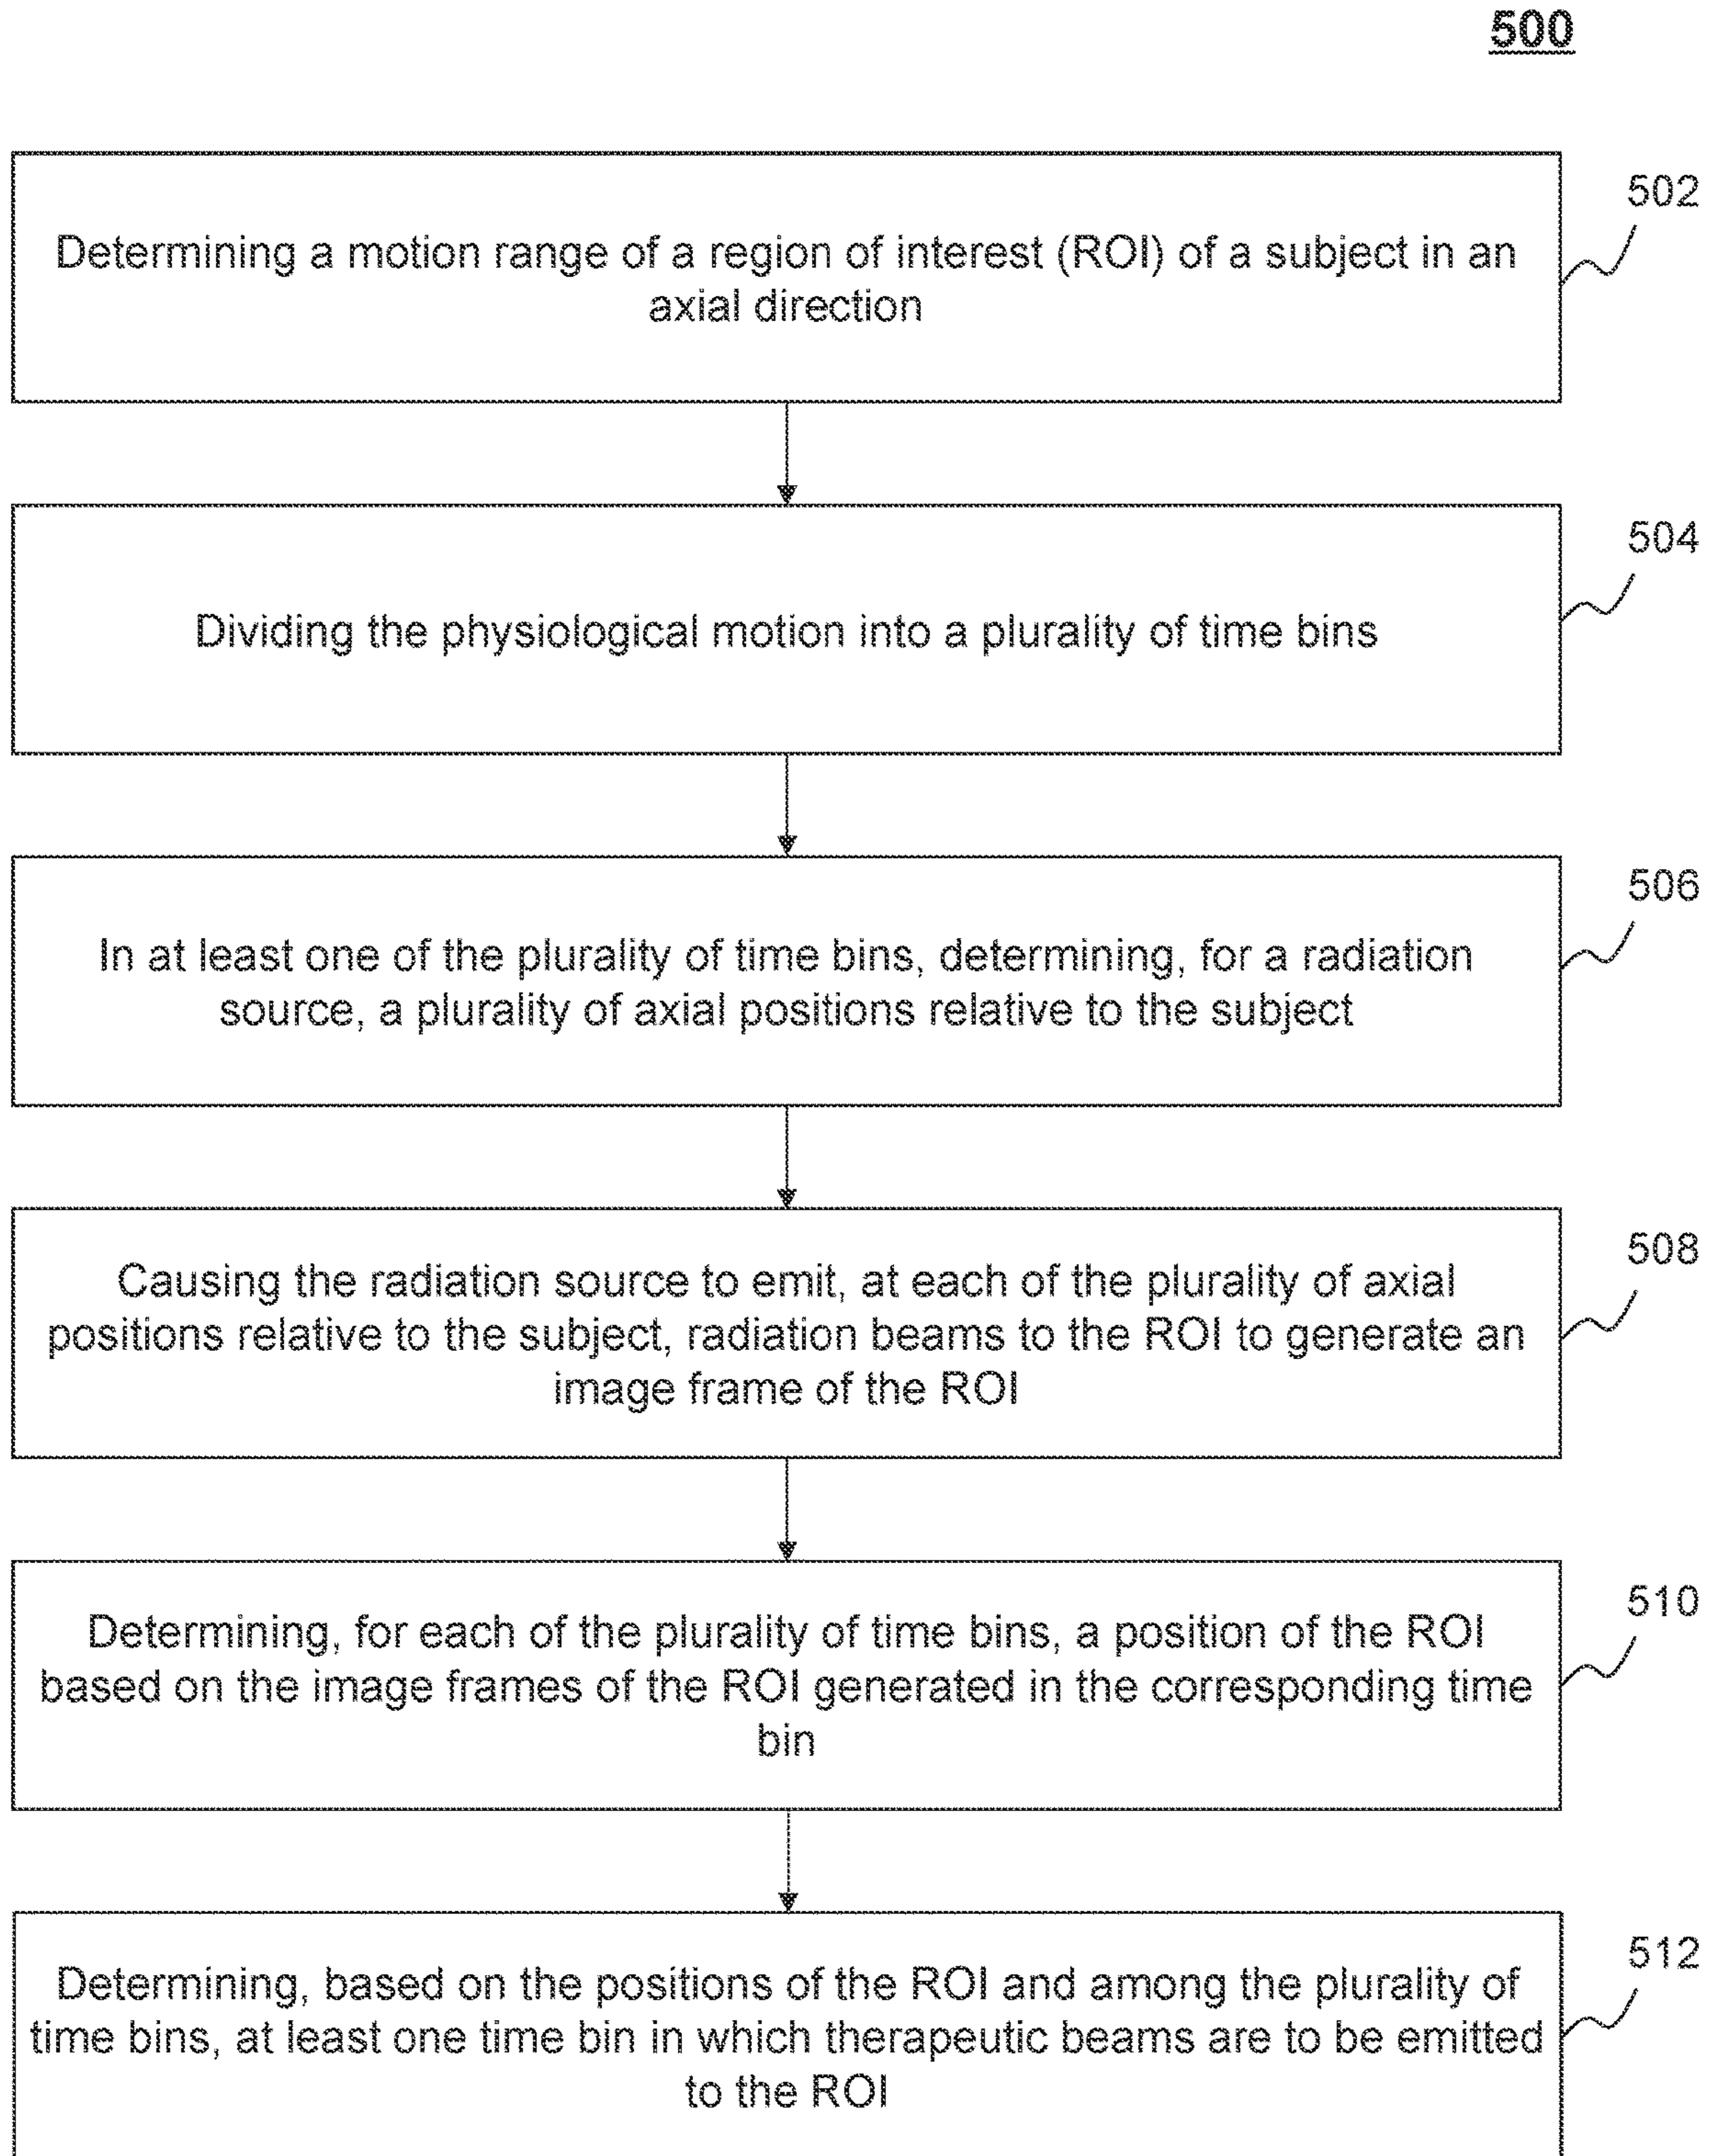 500
502
Determining a motion range of a region of interest (ROI) of a subject in an
axial direction
504
Dividing the physiological motion into a plurality of time bins
506
In at least one of the plurality of time bins, determining, for a radiation
source, a plurality of axial positions relative to the subject
508
Causing the radiation source to emit, at each of the plurality of axial
positions relative to the subject, radiation beams to the ROI to generate an
image frame of the ROI
510
Determining, for each of the plurality of time bins, a position of the ROI
based on the image frames of the ROI generated in the corresponding time
bin
512
Determining, based on the positions of the ROI and among the plurality of
time bins, at least one time bin in which therapeutic beams are to be emitted
to the ROI